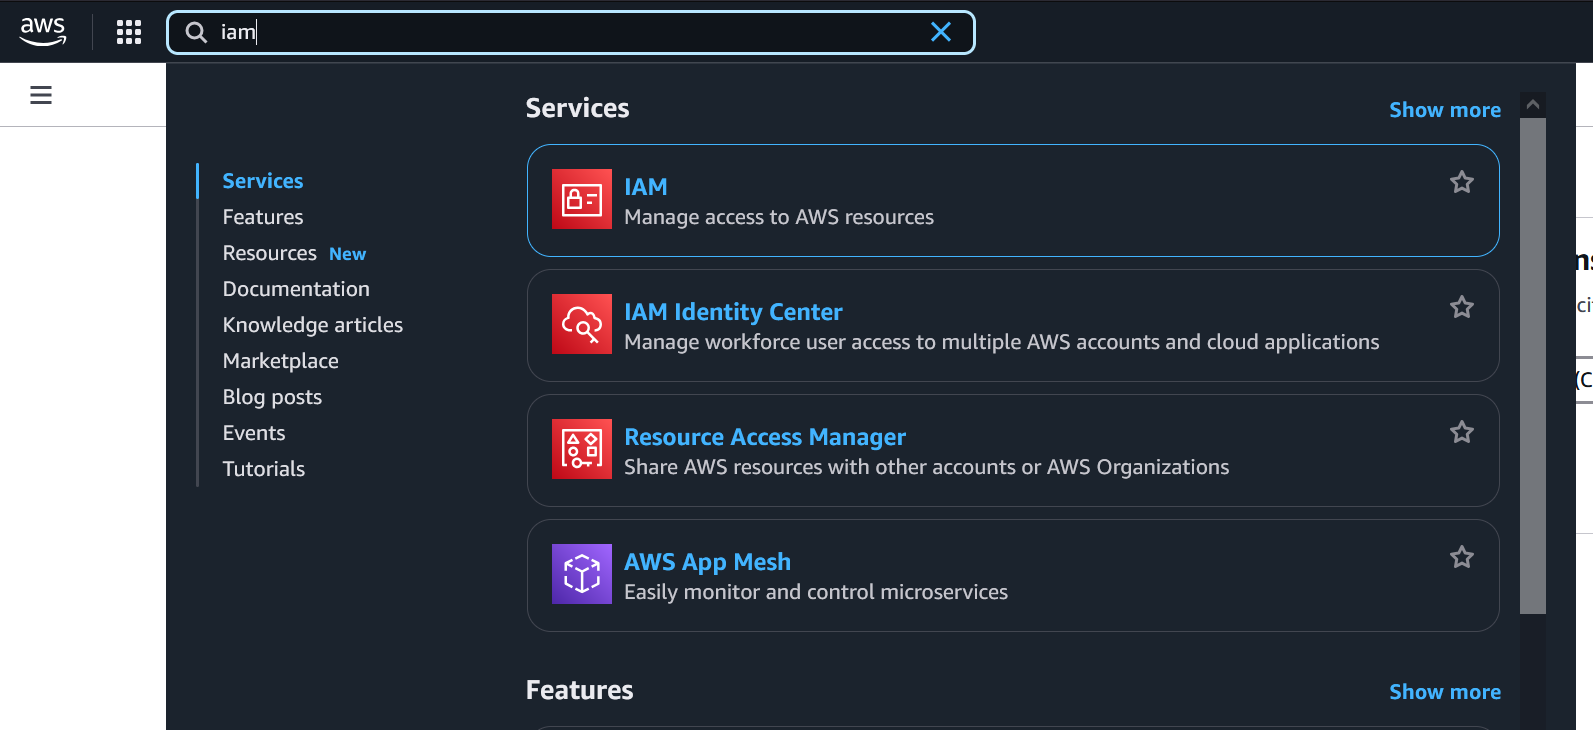 aws
iam
Services
Features
Resources New
Documentation
Knowledge articles
Marketplace
Blog posts
Events
Tutorials
Services
Show more
IAM
Manage access to AWS resources
IAM Identity Center
Manage workforce user access to multiple AWS accounts and cloud applications
Resource Access Manager
Share AWS resources with other accounts or AWS Organizations
AWS App Mesh
Easily monitor and control microservices
Features
Show more